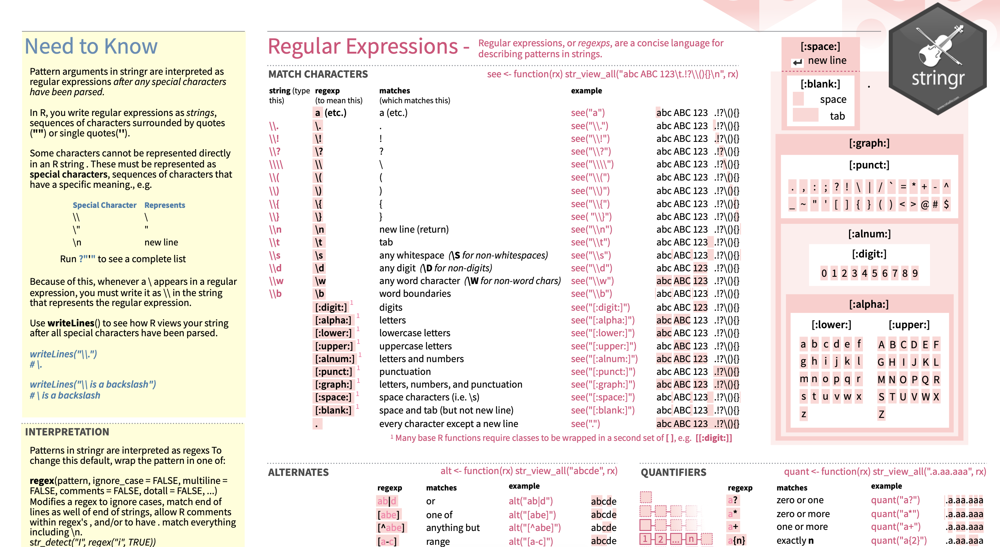 Need to Know
Pattern arguments in stringr are interpreted as
regular expressions after any special characters
have been parsed.
In R, you write regular expressions as strings,
sequences of characters surrounded by quotes
("") or single quotes('').
Some characters cannot be represented directly
in an R string . These must be represented as
special characters, sequences of characters that
have a specific meaning., e.g.
Special Character Represents
\\ \
\" "
\n new line
Run ?"'" to see a complete list
Because of this, whenever a \ appears in a regular
expression, you must write it as \\ in the string
that represents the regular expression.
Use writeLines() to see how R views your string
after all special characters have been parsed.
writeLines("\\.")
# \.
writeLines("\\ is a backslash")
# \ is a backslash
INTERPRETATION
Patterns in stringr are interpreted as regexs To
change this default, wrap the pattern in one of:
regex(pattern, ignore_case = FALSE, multiline =
FALSE, comments = FALSE, dotall = FALSE, ...)
Modifies a regex to ignore cases, match end of
lines as well of end of strings, allow R comments
within regex's , and/or to have . match everything
including \n.
str_detect("I", regex("i", TRUE))
Regular Expressions -
Regular expressions, or regexps, are a concise language for
describing patterns in strings.
MATCH CHARACTERS see <- function(rx) str_view_all("abc ABC 123\t.!?\\(){}\n", rx)
string (type regexp matches example
this) (to mean this) (which matches this)
a (etc.) a (etc.) see("a") abc ABC 123 .!?\(){}
\\. \. . see("\\.") abc ABC 123 .!?\(){}
\\! \! ! see("\\!") abc ABC 123 .!?\(){}
\\? \? ? see("\\?") abc ABC 123 .!?\(){}
\\\\ \\ \ see("\\\\") abc ABC 123 .!?\(){}
\\( \( ( see("\\(") abc ABC 123 .!?\(){}
\\) \) ) see("\\)") abc ABC 123 .!?\(){}
\\{ \{ { see("\\{") abc ABC 123 .!?\(){}
\\} \} } see( "\\}") abc ABC 123 .!?\(){}
\\n \n new line (return) see("\\n") abc ABC 123 .!?\(){}
\\t \t tab see("\\t") abc ABC 123 .!?\(){}
\\s \s any whitespace (\S for non-whitespaces) see("\\s") abc ABC 123 .!?\(){}
\\d \d any digit (\D for non-digits) see("\\d") abc ABC 123 .!?\(){}
\\w \w any word character (\W for non-word chars) see("\\w") abc ABC 123 .!?\(){}
\\b \b word boundaries see("\\b") abc ABC 123 .!?\(){}
[:digit:] 1 digits see("[:digit:]") abc ABC 123 .!?\(){}
[:alpha:] 1 letters see("[:alpha:]") abc ABC 123 .!?\(){}
[:lower:] 1 lowercase letters see("[:lower:]") abc ABC 123 .!?\(){}
[:upper:] 1 uppercase letters see("[:upper:]") abc ABC 123 .!?\(){}
[:alnum:] 1 letters and numbers see("[:alnum:]") abc ABC 123 .!?\(){}
[:punct:] 1 punctuation see("[:punct:]") abc ABC 123 .!?\(){}
[:graph:] 1 letters, numbers, and punctuation see("[:graph:]") abc ABC 123 .!?\(){}
[:space:] 1 space characters (i.e. \s) see("[:space:]") abc ABC 123 .!?\(){}
[:blank:] 1 space and tab (but not new line) see("[:blank:]") abc ABC 123 .!?\(){}
. every character except a new line see(".") abc ABC 123 .!?\(){}
1 Many base R functions require classes to be wrapped in a second set of [ ], e.g. [[:digit:]]
[:space:]
new line
[:blank:] .
space
tab
[:graph:]
[:punct:]
. , : ; ? ! \ | / ` = * + - ^
_ ~ " ' [ ] { } ( ) < > @ # $
[:alnum:]
[:digit:]
0 1 2 3 4 5 6 7 8 9
[:alpha:]
[:lower:] [:upper:]
a b c d e f A B C D E F
g h i j k l G H I J K L
m n o p q r M N O P Q R
s t u v w x S T U V W X
z Z
stringr
www.rstudio.com
ALTERNATES alt <- function(rx) str_view_all("abcde", rx)
regexp matches example
ab|d or alt("ab|d") abcde
[abe] one of alt("[abe]") abcde
[^abe] anything but alt("[^abe]") abcde
[a-c] range alt("[a-c]") abcde
QUANTIFIERS quant <- function(rx) str_view_all(".a.aa.aaa", rx)
regexp matches example
a? zero or one quant("a?") .a.aa.aaa
a* zero or more quant("a*") .a.aa.aaa
a+ one or more quant("a+") .a.aa.aaa
1 2 ... n a{n} exactly n quant("a{2}") .a.aa.aaa